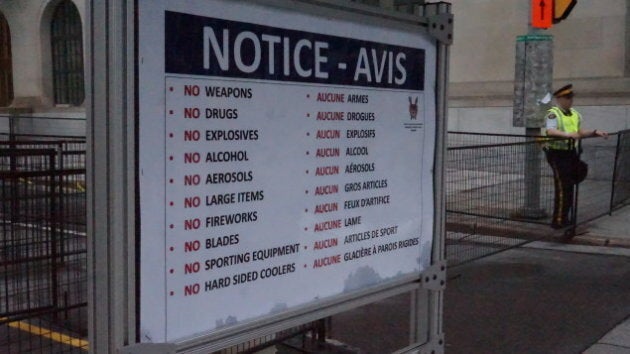 NOTICE - AVIS
• NO WEAPONS
• NO DRUGS
• NO EXPLOSIVES
• NO ALCOHOL
• NO AEROSOLS
• NO LARGE ITEMS
• NO FIREWORKS
• NO BLADES
• NO SPORTING EQUIPMENT
• NO HARD SIDED COOLERS
• AUCUNE ARMES
• AUCUNE DROGUES
• AUCUN EXPLOSIFS
• AUCUN ALCOOL
• AUCUN AÉROSOLS
• AUCUN GROS ARTICLES
• AUCUN FEUX D'ARTIFICE
• AUCUNE LAME
• AUCUN ARTICLES DE SPORT
• AUCUNE GLACIÈRE À PAROIS RIGIDES